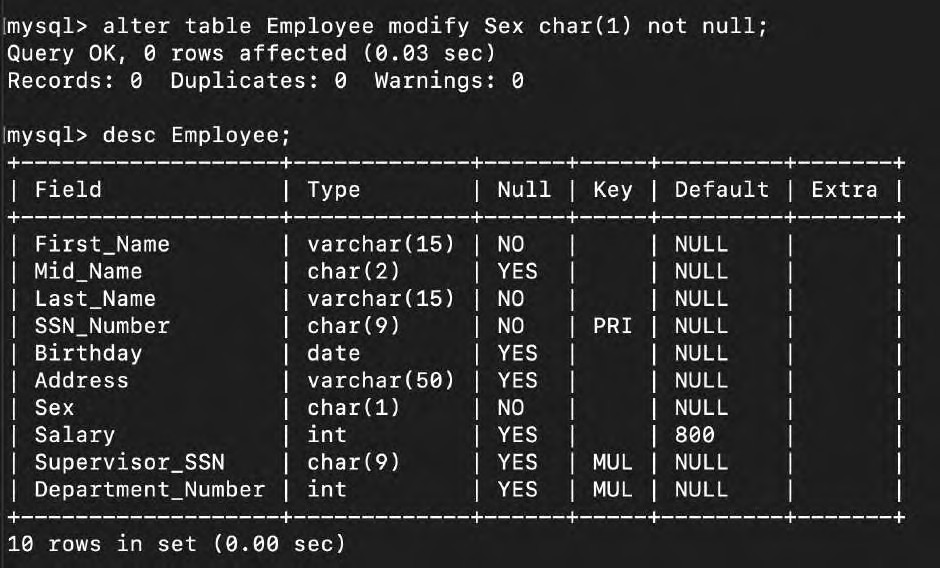 mysql> alter table Employee modify Sex char(1) not null;
Query OK, 0 rows affected (0.03 sec)
Records: 0  Duplicates: 0  Warnings: 0

mysql> desc Employee;
+-------------------+-------------+------+-----+---------+-------+
| Field             | Type        | Null | Key | Default | Extra |
+-------------------+-------------+------+-----+---------+-------+
| First_Name        | varchar(15) | NO   |     | NULL    |       |
| Mid_Name          | char(2)     | YES  |     | NULL    |       |
| Last_Name         | varchar(15) | NO   |     | NULL    |       |
| SSN_Number        | char(9)     | NO   | PRI | NULL    |       |
| Birthday          | date        | YES  |     | NULL    |       |
| Address           | varchar(50) | YES  |     | NULL    |       |
| Sex               | char(1)     | NO   |     | NULL    |       |
| Salary            | int         | YES  |     | 800     |       |
| Supervisor_SSN    | char(9)     | YES  | MUL | NULL    |       |
| Department_Number | int         | YES  | MUL | NULL    |       |
+-------------------+-------------+------+-----+---------+-------+
10 rows in set (0.00 sec)